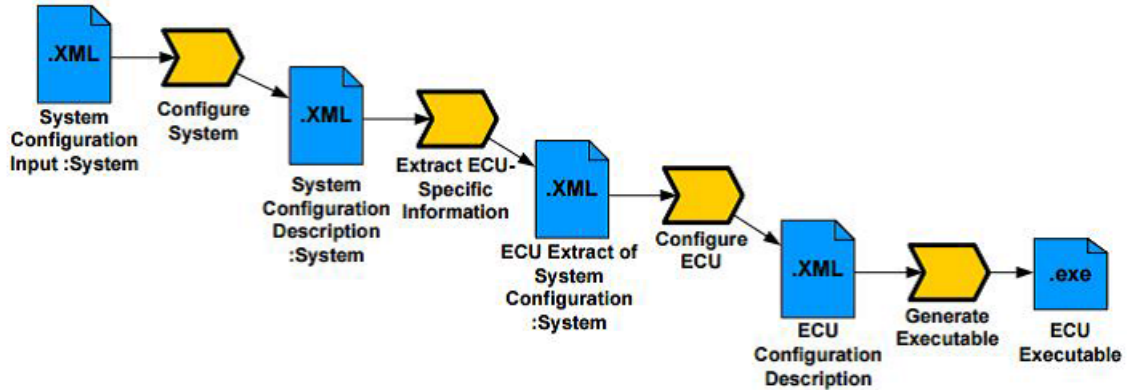 .XML
System
Configuration
Input :System
Configure
System
.XML
System
Configuration
Description
:System
Extract ECU-
Specific
Information
.XML
ECU Extract of
System
Configuration
:System
Configure
ECU
.XML
ECU
Configuration
Description
Generate
Executable
.exe
ECU
Executable